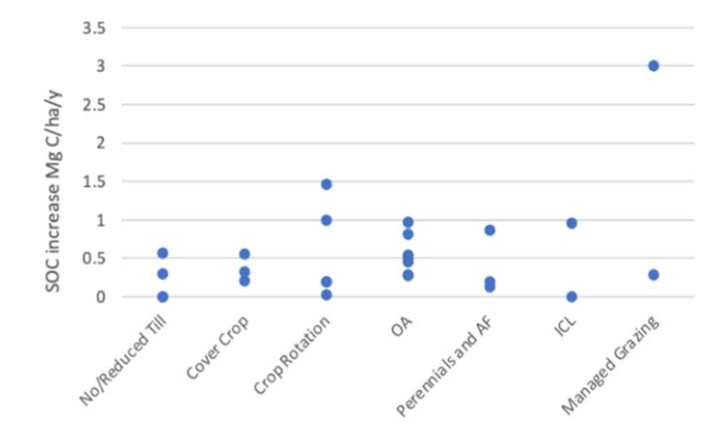 3.5
3
2.5
2
1.5
1
0.5
0
SOC increase Mg C/ha/y
No/Reduced Till
Cover Crop
Crop Rotation
OA
Perennials and AF
ICL
Managed Grazing